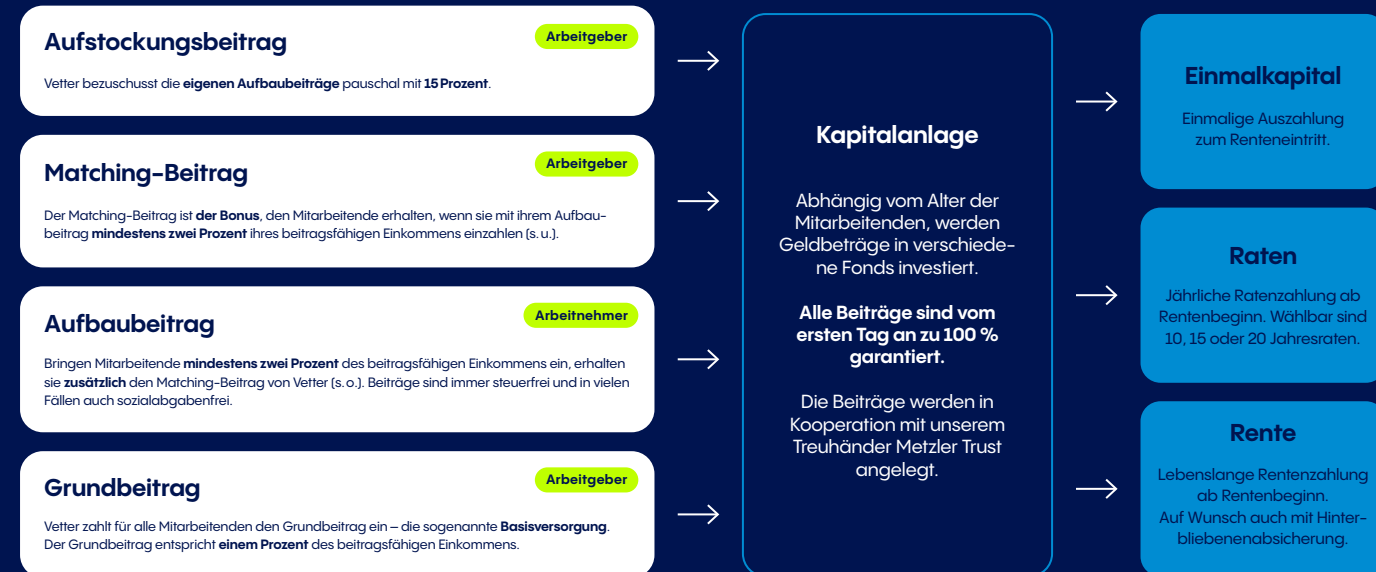 Aufstockungsbeitrag
Arbeitgeber
Vetter bezuschusst die eigenen Aufbaubeiträge pauschal mit 15 Prozent.
Matching-Beitrag
Arbeitgeber
Der Matching-Beitrag ist der Bonus, den Mitarbeitende erhalten, wenn sie mit ihrem Aufbau-
beitrag mindestens zwei Prozent ihres beitragsfähigen Einkommens einzahlen (s. u.).
Aufbaubeitrag
Arbeitnehmer
Bringen Mitarbeitende mindestens zwei Prozent des beitragsfähigen Einkommens ein, erhalten
sie zusätzlich den Matching-Beitrag von Vetter (s. o.). Beiträge sind immer steuerfrei und in vielen
Fällen auch sozialabgabenfrei.
Grundbeitrag
Arbeitgeber
Vetter zahlt für alle Mitarbeitenden den Grundbeitrag ein – die sogenannte Basisversorgung.
Der Grundbeitrag entspricht einem Prozent des beitragsfähigen Einkommens.
Kapitalanlage
Abhängig vom Alter der
Mitarbeitenden, werden
Geldbeträge in verschiede-
ne Fonds investiert.
Alle Beiträge sind vom
ersten Tag an zu 100 %
garantiert.
Die Beiträge werden in
Kooperation mit unserem
Treuhänder Metzler Trust
angelegt.
Einmalkapital
Einmalige Auszahlung
zum Renteneintritt.
Raten
Jährliche Ratenzahlung ab
Rentenbeginn. Wählbar sind
10, 15 oder 20 Jahresraten.
Rente
Lebenslange Rentenzahlung
ab Rentenbeginn.
Auf Wunsch auch mit Hinter-
bliebenenabsicherung.